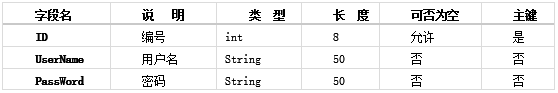 字段名 说 明 类 型 长 度 可否为空 主键
ID 编号 int 8 允许 是
UserName 用户名 String 50 否 否
PassWord 密码 String 50 否 否